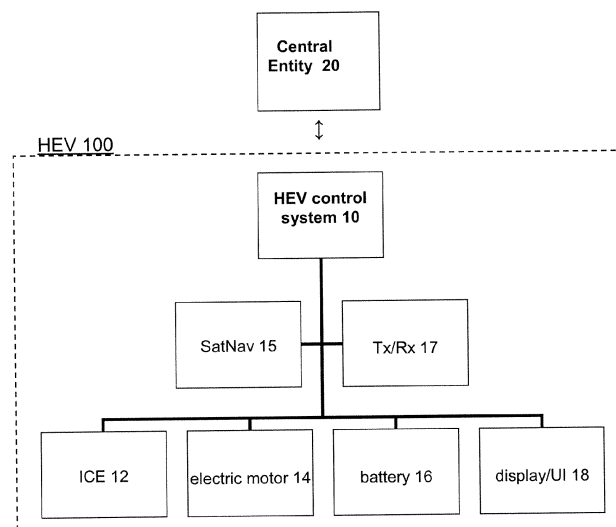 Central
Entity 20
HEV 100
HEV control
system 10
SatNav 15
Tx/Rx 17
ICE 12
electric motor 14
battery 16
display/UI 18